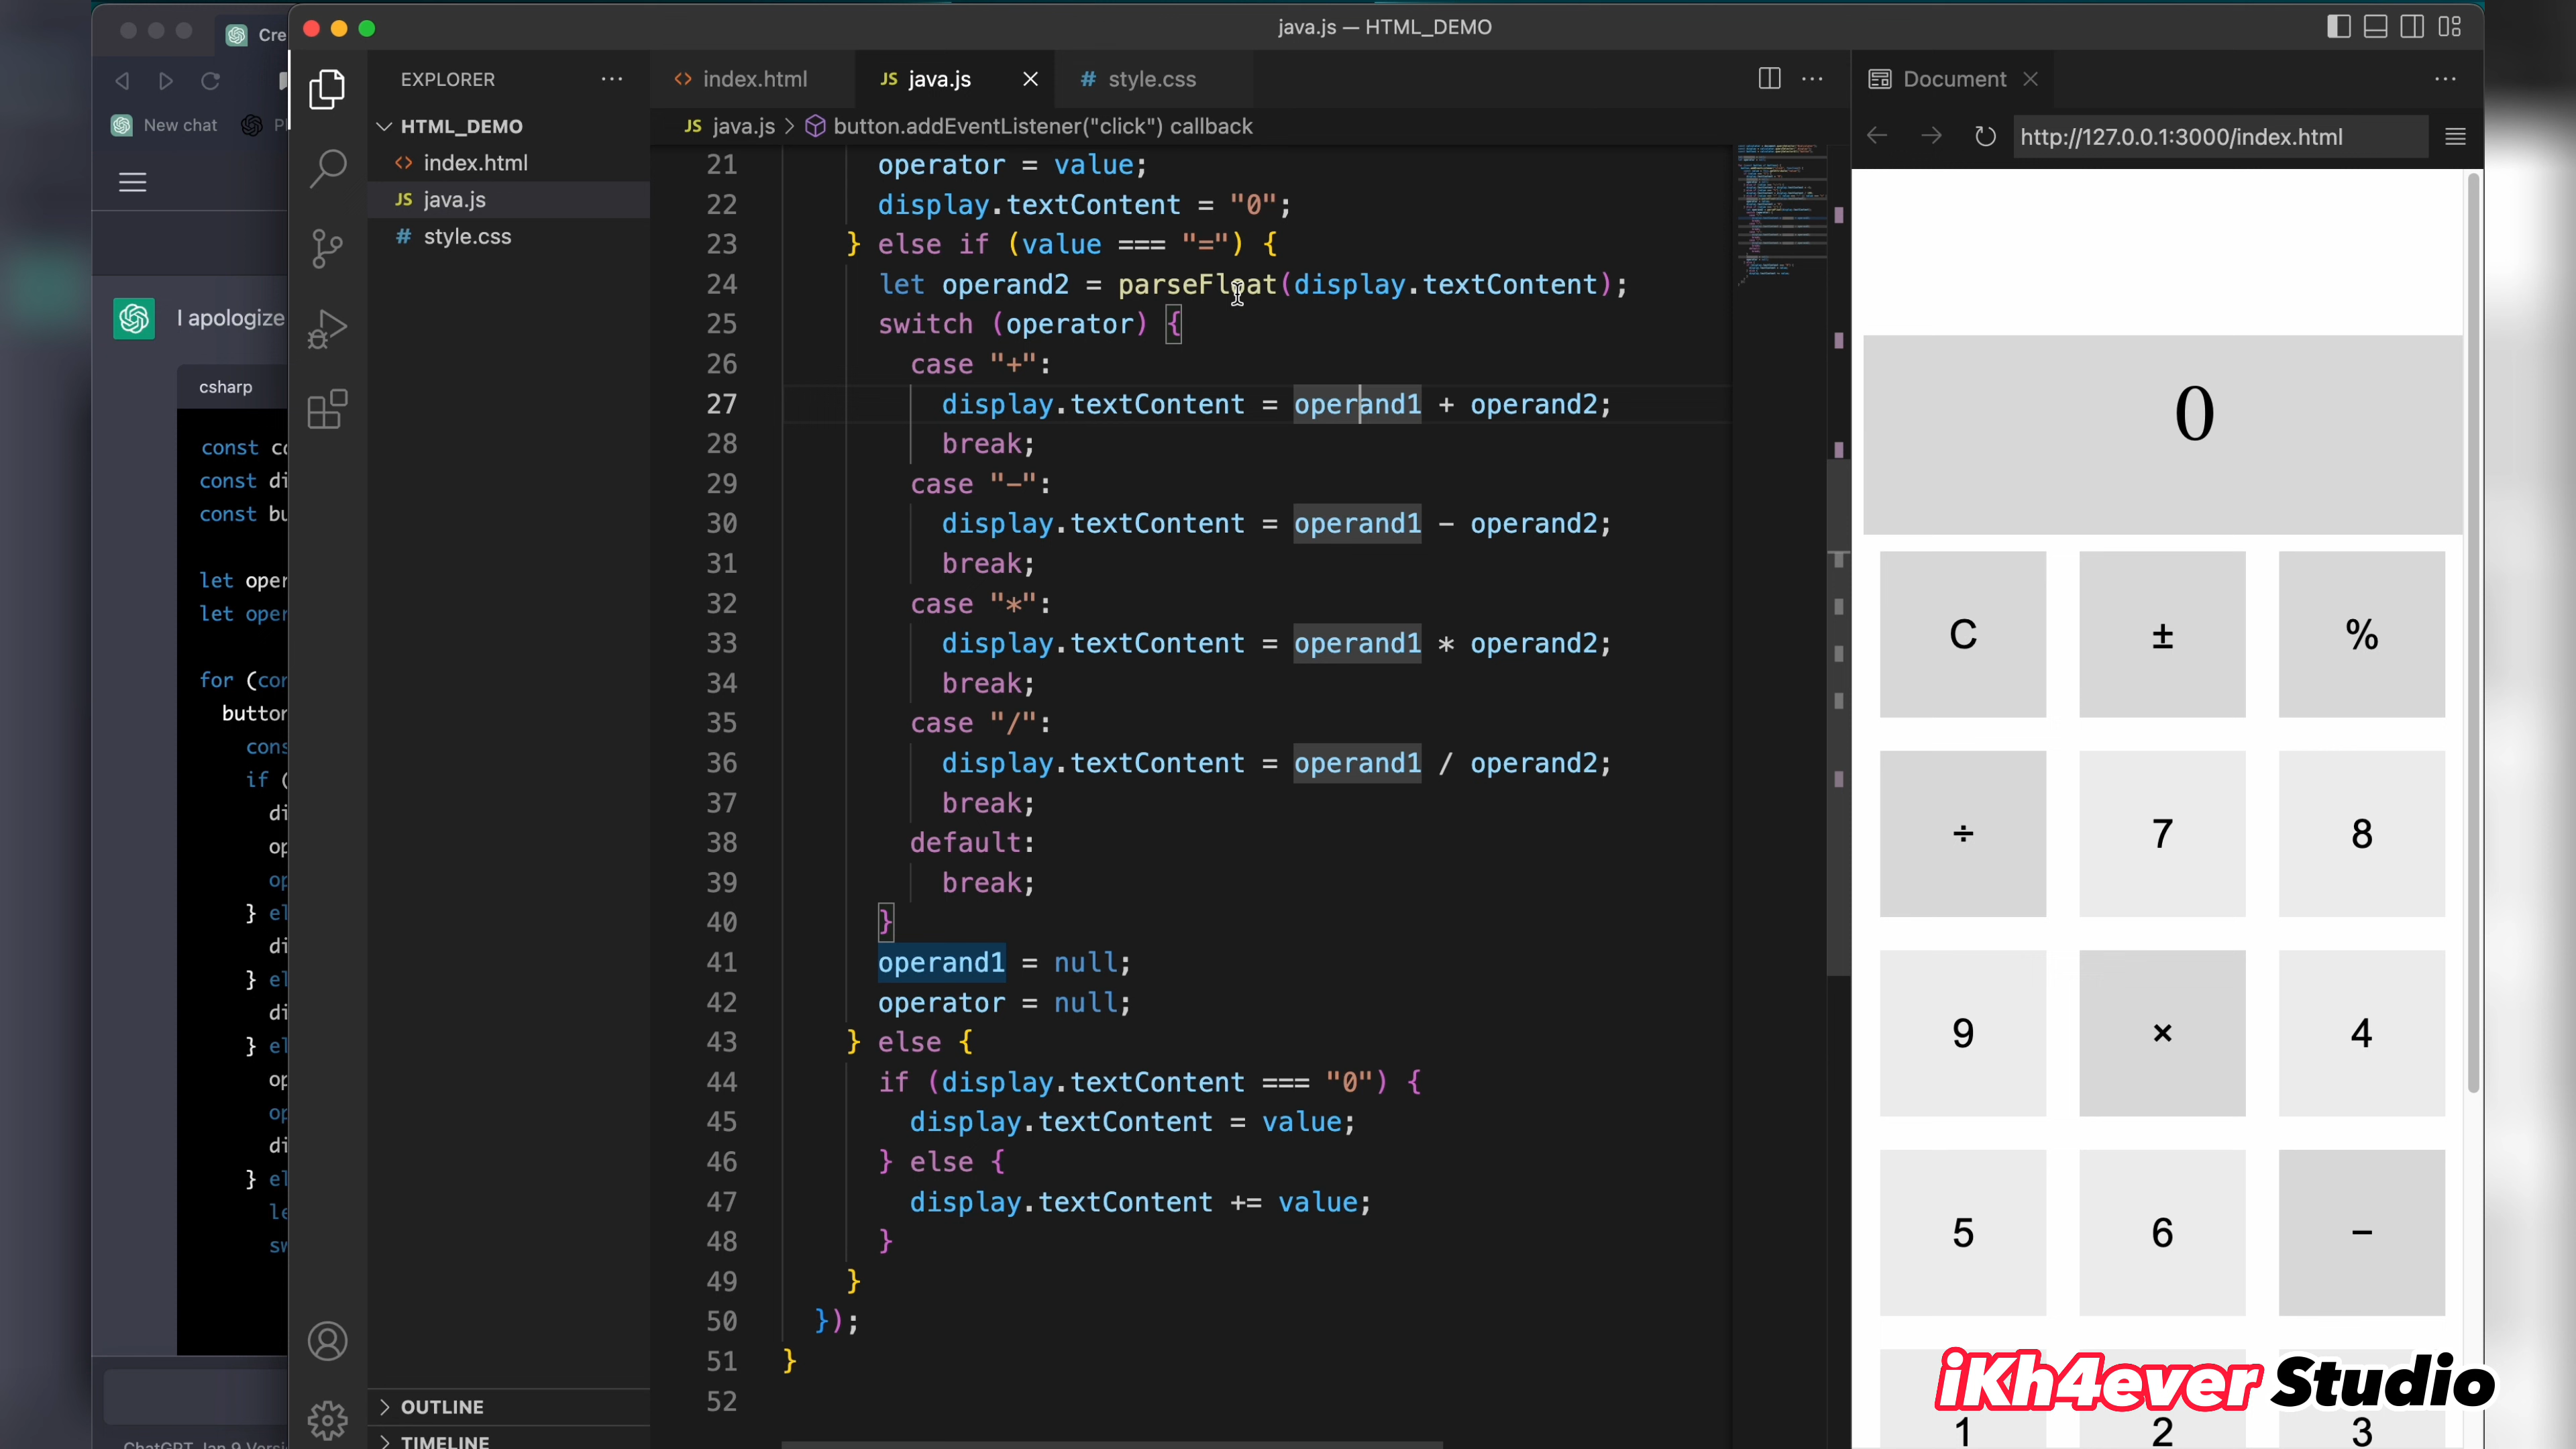 Cre
java.js — HTML_DEMO
EXPLORER
index.html
JS java.js
# style.css
Document
New chat
HTML_DEMO
JS java.js > button.addEventListener("click") callback
http://127.0.0.1:3000/index.html
index.html
JS java.js
# style.css
I apologize
csharp
const
const di
const bu
let oper
let oper
for (cor
button
cons
if (
di
op
op
} el
di
} el
di
} el
op
op
di
} el
le
sw
21 operator = value;
22 display.textContent = "0";
23 } else if (value === "=") {
24 let operand2 = parseFloat(display.textContent);
25 switch (operator) {
26 case "+":
27 display.textContent = operand1 + operand2;
28 break;
29 case "−":
30 display.textContent = operand1 - operand2;
31 break;
32 case "*":
33 display.textContent = operand1 * operand2;
34 break;
35 case "/":
36 display.textContent = operand1 / operand2;
37 break;
38 default:
39 break;
40 }
41 operand1 = null;
42 operator = null;
43 } else {
44 if (display.textContent === "0") {
45 display.textContent = value;
46 } else {
47 display.textContent += value;
48 }
49 }
50 });
51 }
52
OUTLINE
TIMELINE
0
C ± %
÷ 7 8
9 × 4
5 6 −
1 2 3
iKh4ever Studio